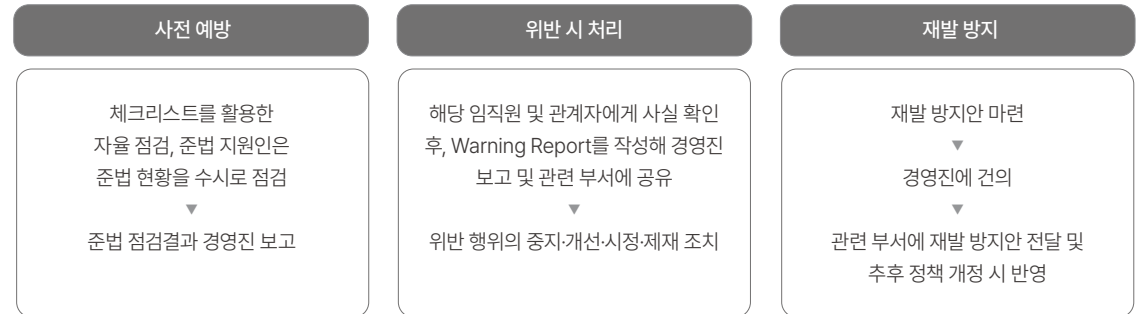 사전 예방
체크리스트를 활용한
자율 점검, 준법 지원인은
준법 현황을 수시로 점검
▼
준법 점검결과 경영진 보고
위반 시 처리
해당 임직원 및 관계자에게 사실 확인
후, Warning Report를 작성해 경영진
보고 및 관련 부서에 공유
▼
위반 행위의 중지·개선·시정·제재 조치
재발 방지
재발 방지안 마련
▼
경영진에 건의
▼
관련 부서에 재발 방지안 전달 및
추후 정책 개정 시 반영